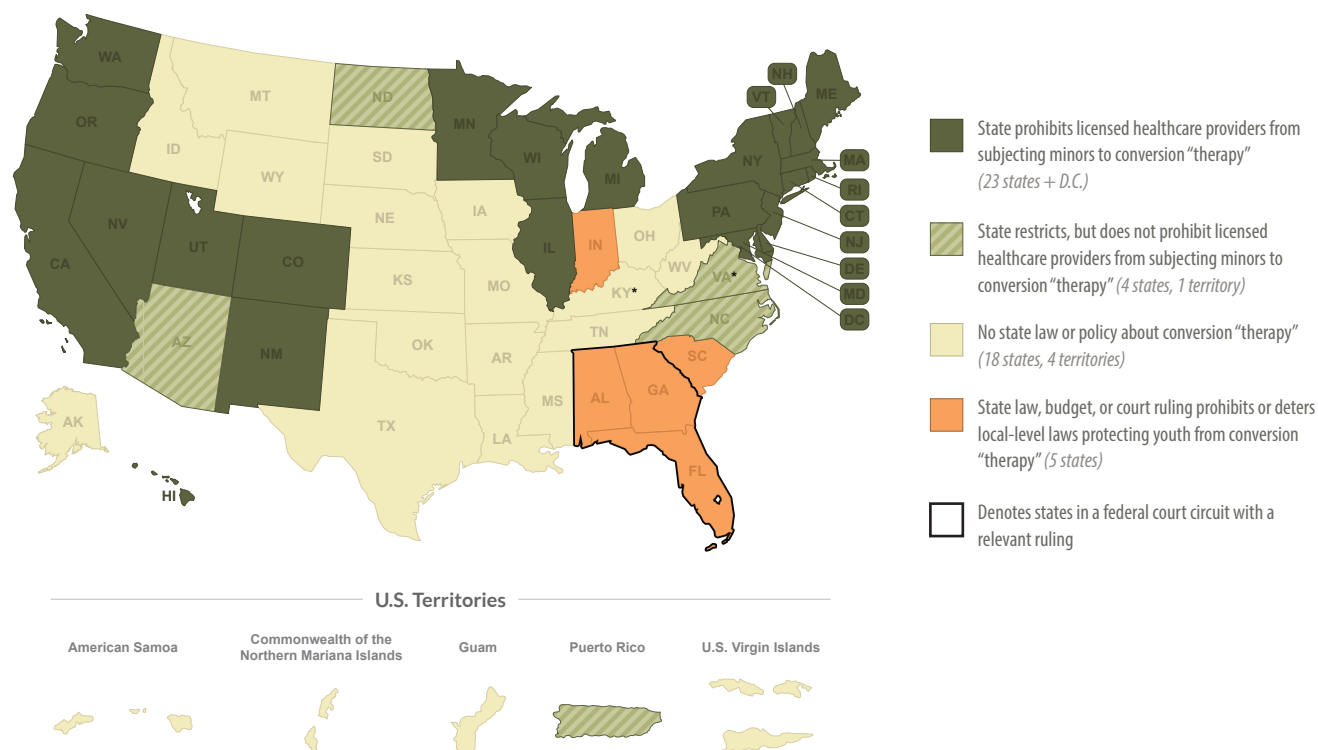 WA
OR
CA
NV
ID
MT
WY
UT
CO
AZ
NM
ND
SD
NE
KS
OK
TX
MN
IA
MO
AR
LA
WI
IL
MI
IN
OH
KY*
TN
MS
AL
GA
FL
SC
NC
VA*
WV
PA
NY
ME
VT
NH
MA
RI
CT
NJ
DE
MD
DC
AK
HI
State prohibits licensed healthcare providers from
subjecting minors to conversion “therapy”
(23 states + D.C.)
State restricts, but does not prohibit licensed
healthcare providers from subjecting minors to
conversion “therapy” (4 states, 1 territory)
No state law or policy about conversion “therapy”
(18 states, 4 territories)
State law, budget, or court ruling prohibits or deters
local-level laws protecting youth from conversion
“therapy” (5 states)
Denotes states in a federal court circuit with a
relevant ruling
U.S. Territories
American Samoa
Commonwealth of the
Northern Mariana Islands
Guam
Puerto Rico
U.S. Virgin Islands